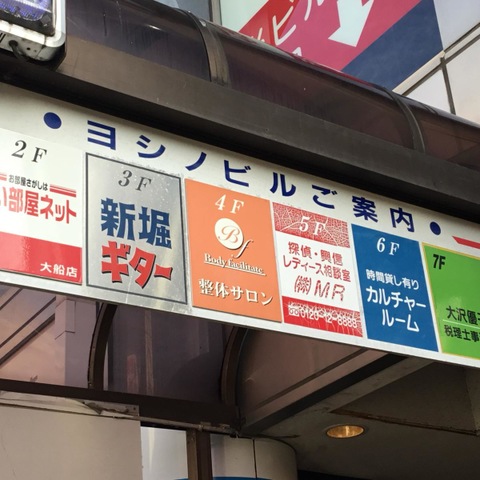 ヨシノビルご案内
2F
お部屋さがしは
い部屋ネット
大船店
3F
新堀
ギター
4F
Bf
Body facilitate
整体サロン
5F
探偵・興信
レディース相談室
㈱MR
6F
時間貸し有り
カルチャー
ルーム
7F
大沢優子
税理士事